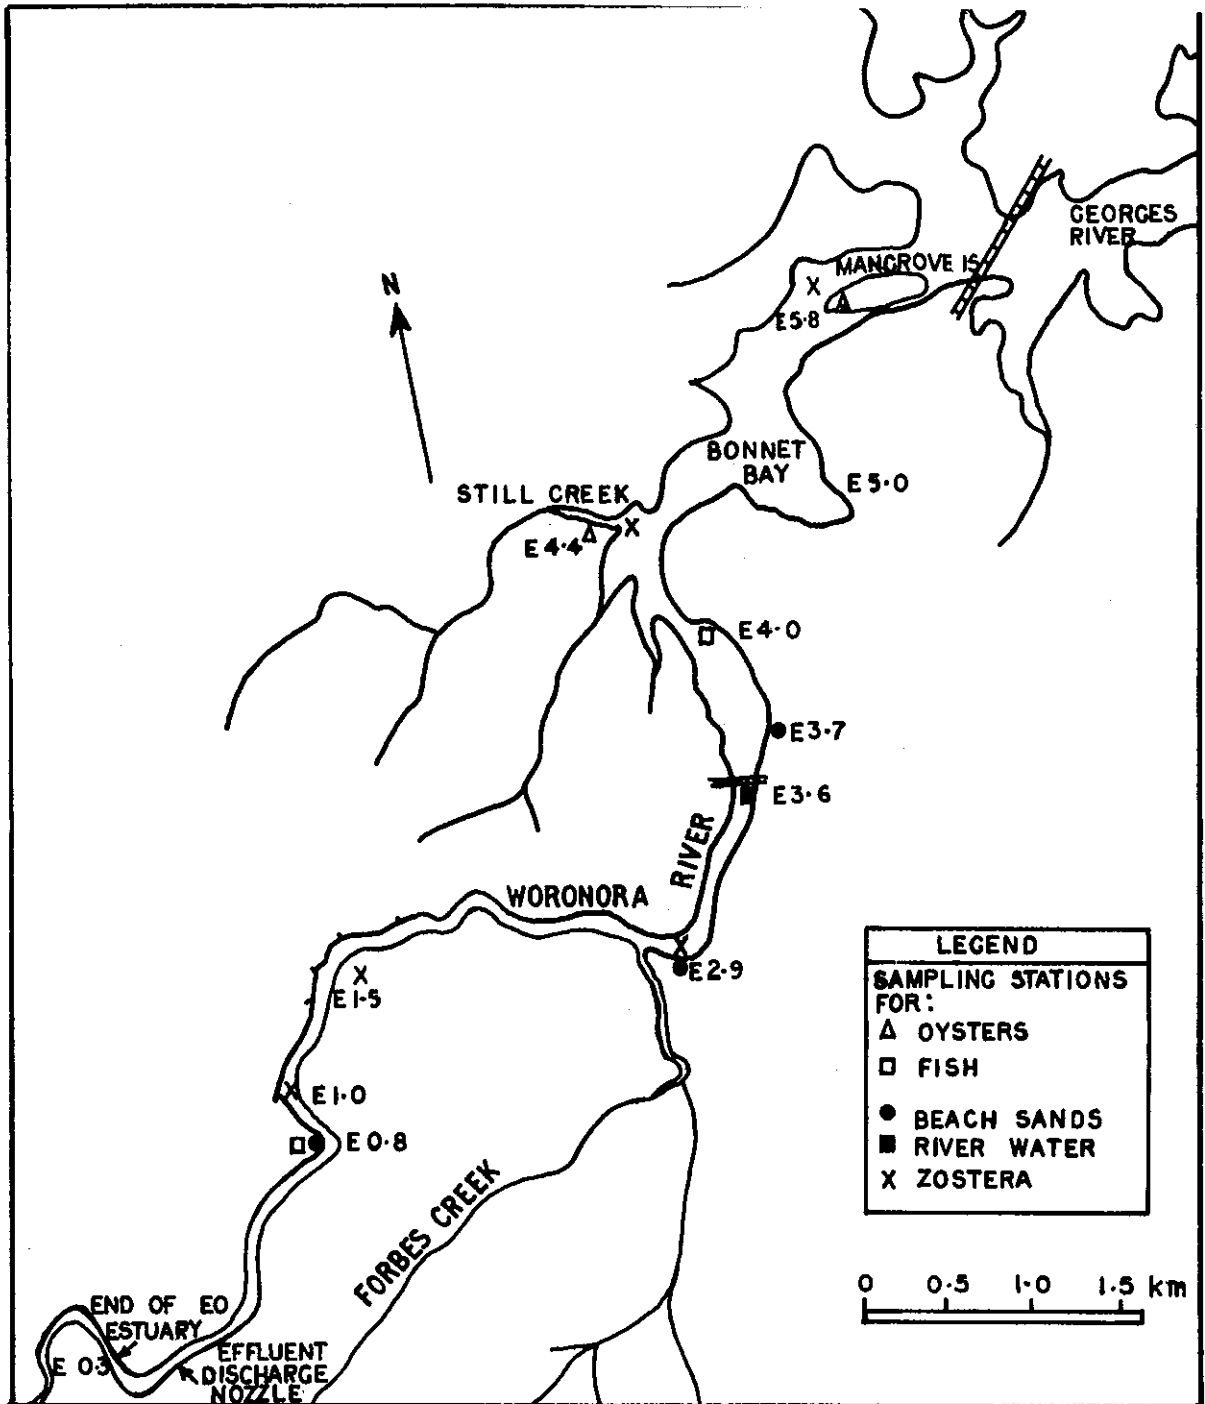 GEORGES
RIVER
MANGROVE IS
N
E5·8
BONNET
BAY
E5·0
STILL CREEK
X
E4·4
E4·0
E3·7
E3·6
RIVER
WORONORA
E2·9
E1·5
E1·0
E0·8
FORBES CREEK
END OF EO
ESTUARY
E 0·3
EFFLUENT
DISCHARGE
NOZZLE
LEGEND
SAMPLING STATIONS
FOR:
OYSTERS
FISH
BEACH SANDS
RIVER WATER
X ZOSTERA
0 0·5 1·0 1·5 km